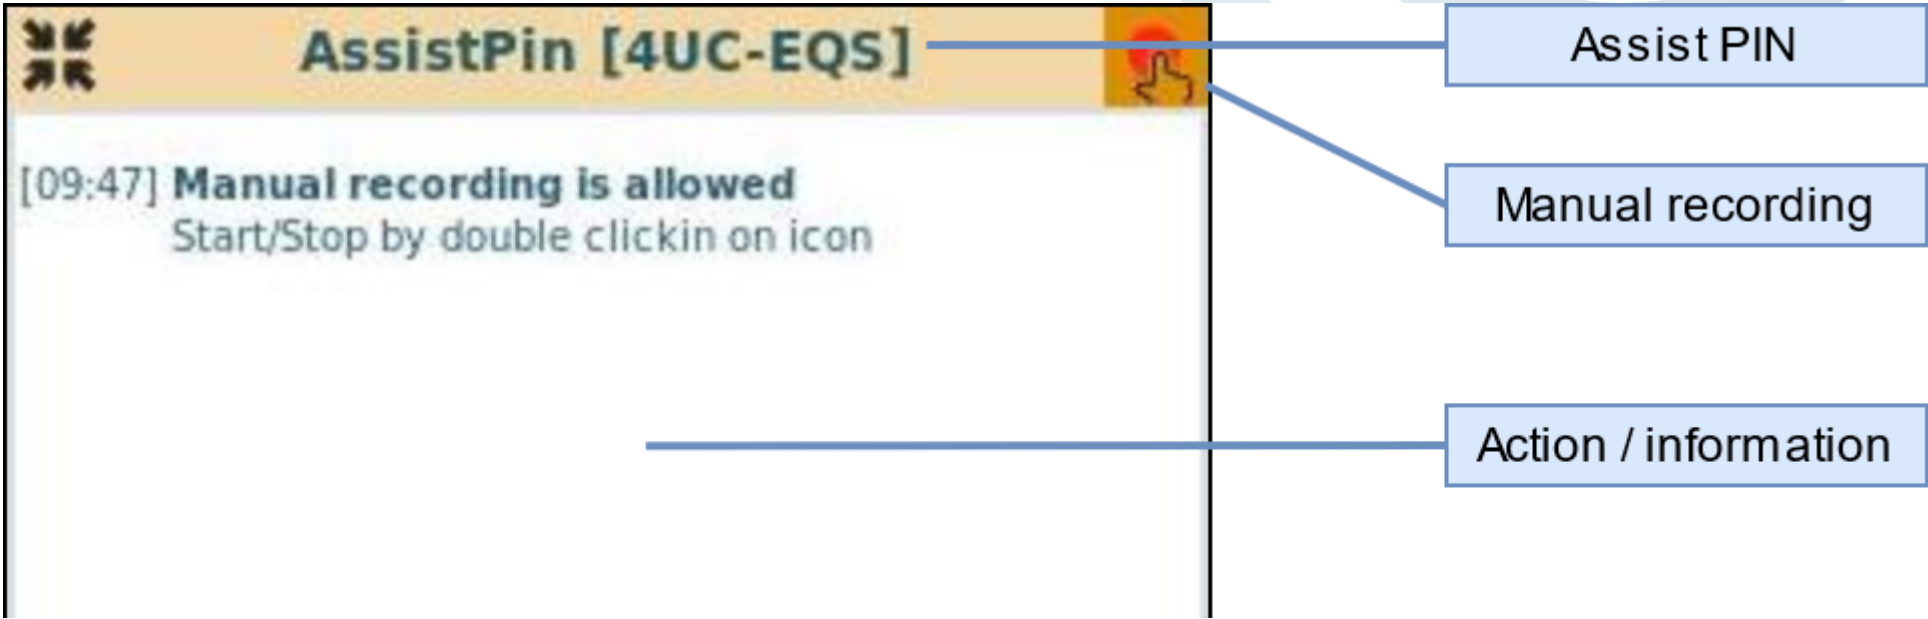 AssistPin [4UC-EQS]
Assist PIN
[09:47] Manual recording is allowed
Start/Stop by double clickin on icon
Manual recording
Action / information